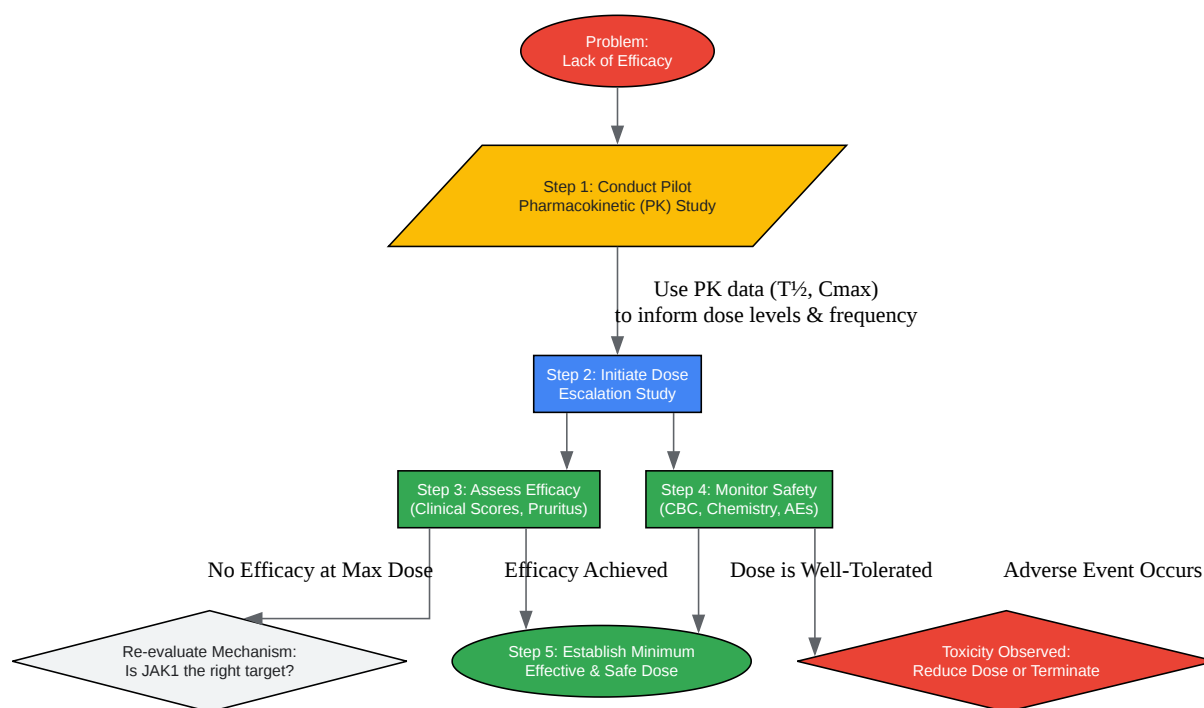 Problem:
Lack of Efficacy
Step 1: Conduct Pilot
Pharmacokinetic (PK) Study
Use PK data (T½, Cmax)
to inform dose levels & frequency
Step 2: Initiate Dose
Escalation Study
Step 3: Assess Efficacy
(Clinical Scores, Pruritus)
Step 4: Monitor Safety
(CBC, Chemistry, AEs)
No Efficacy at Max Dose
Efficacy Achieved
Dose is Well-Tolerated
Adverse Event Occurs
Re-evaluate Mechanism:
Is JAK1 the right target?
Step 5: Establish Minimum
Effective & Safe Dose
Toxicity Observed:
Reduce Dose or Terminate